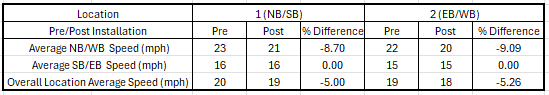 Location 1 (NB/SB) 2 (EB/WB)
Pre/Post Installation Pre Post % Difference Pre Post % Difference
Average NB/WB Speed (mph) 23 21 -8.70 22 20 -9.09
Average SB/EB Speed (mph) 16 16 0.00 15 15 0.00
Overall Location Average Speed (mph) 20 19 -5.00 19 18 -5.26